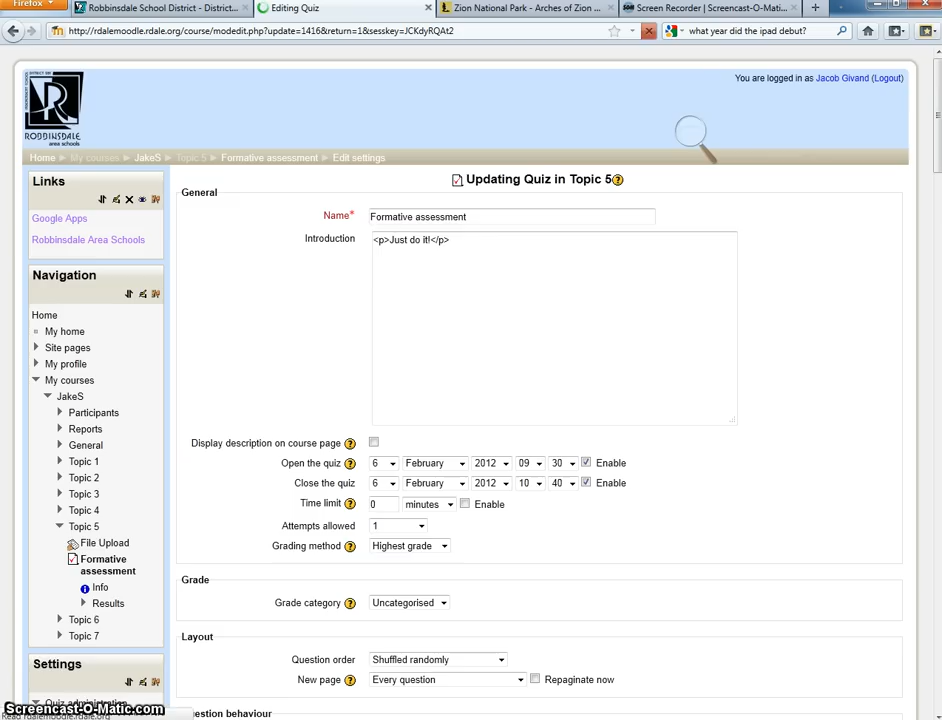 Firefox
Robbinsdale School District - District...
Editing Quiz
Zion National Park - Arches of Zion ...
Screen Recorder | Screencast-O-Matic...
http://rdalemoodle.rdale.org/course/modedit.php?update=1416&return=1&sesskey=JCKdyRQAt2
what year did the ipad debut?
ROBBINSDALE
area schools
You are logged in as Jacob Givand (Logout)
Home ► My courses ► JakeS ► Topic 5 ► Formative assessment ► Edit settings
Links
Google Apps
Robbinsdale Area Schools
Navigation
Home
My home
Site pages
My profile
My courses
JakeS
Participants
Reports
General
Topic 1
Topic 2
Topic 3
Topic 4
Topic 5
File Upload
Formative
assessment
Info
Results
Topic 6
Topic 7
Settings
Quiz administration
Updating Quiz in Topic 5
General
Name* Formative assessment
Introduction <p>Just do it!</p>
Display description on course page
Open the quiz 6 February 2012 09 30 Enable
Close the quiz 6 February 2012 10 40 Enable
Time limit 0 minutes Enable
Attempts allowed 1
Grading method Highest grade
Grade
Grade category Uncategorised
Layout
Question order Shuffled randomly
New page Every question Repaginate now
Question behaviour
Screencast-O-Matic.com
Read rdalemoodle.rdale.org